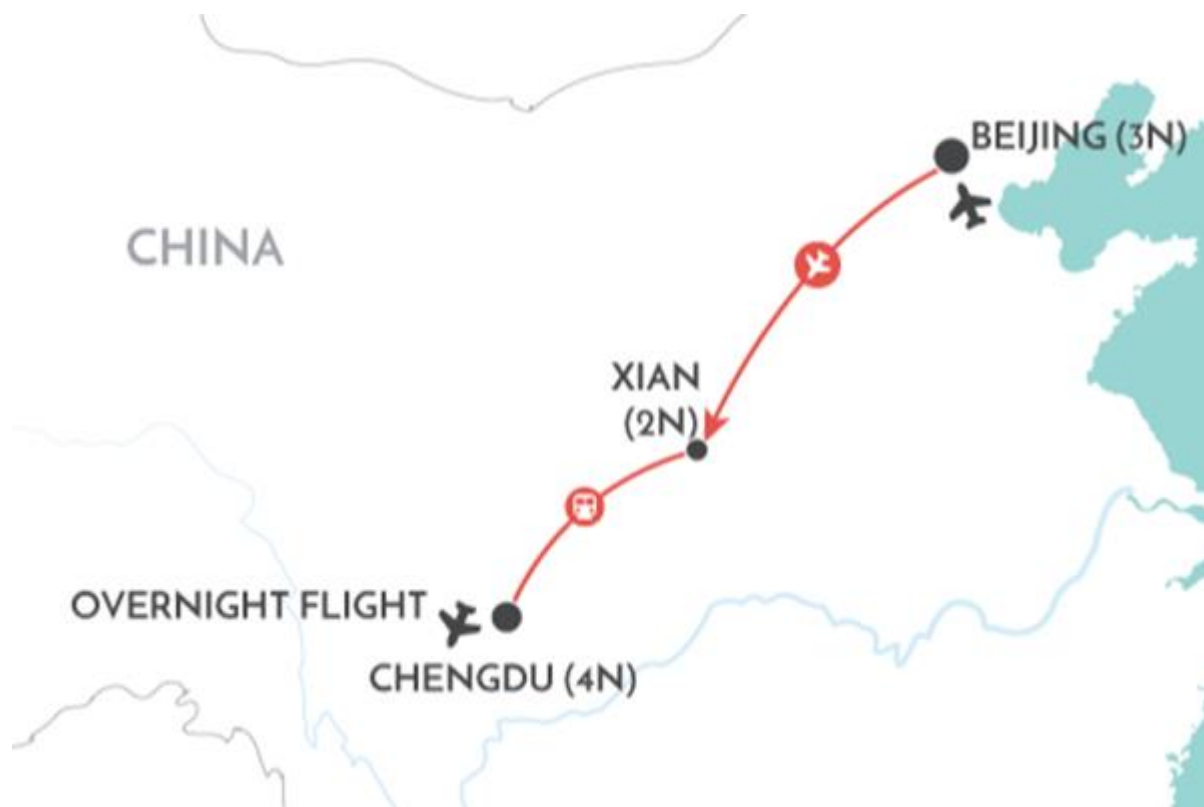 BEIJING (3N)
CHINA
XIAN
(2N)
OVERNIGHT FLIGHT
CHENGDU (4N)